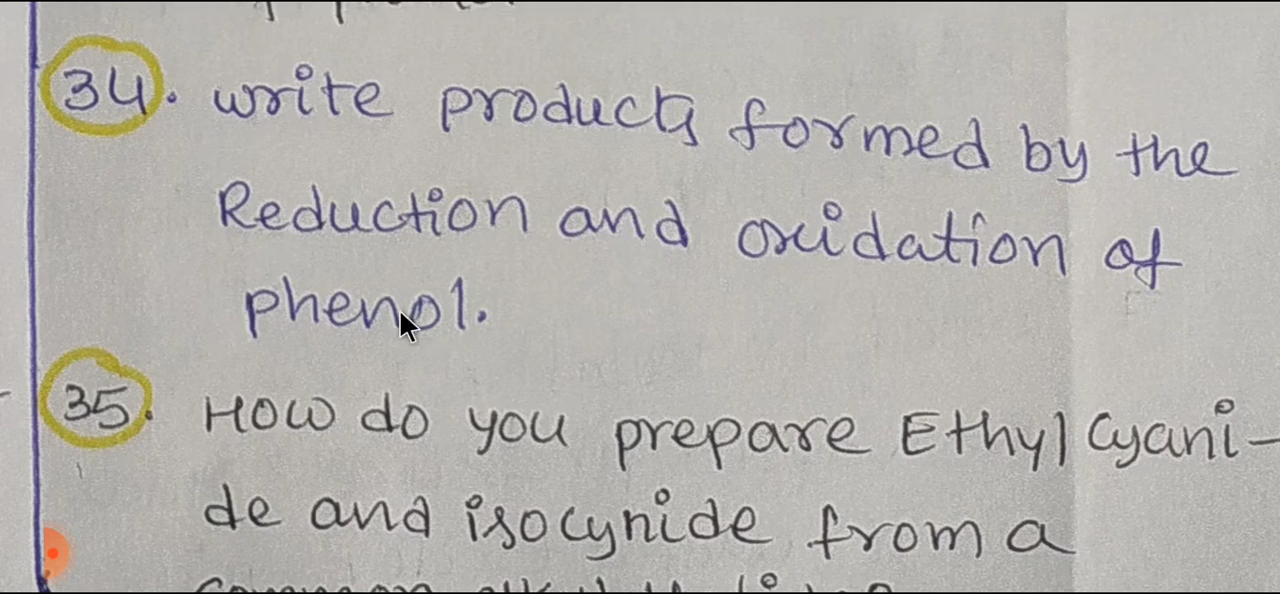 34. write products formed by the
Reduction and oxidation of
phenol.
35. How do you prepare Ethyl Cyani-
de and isocynide from a